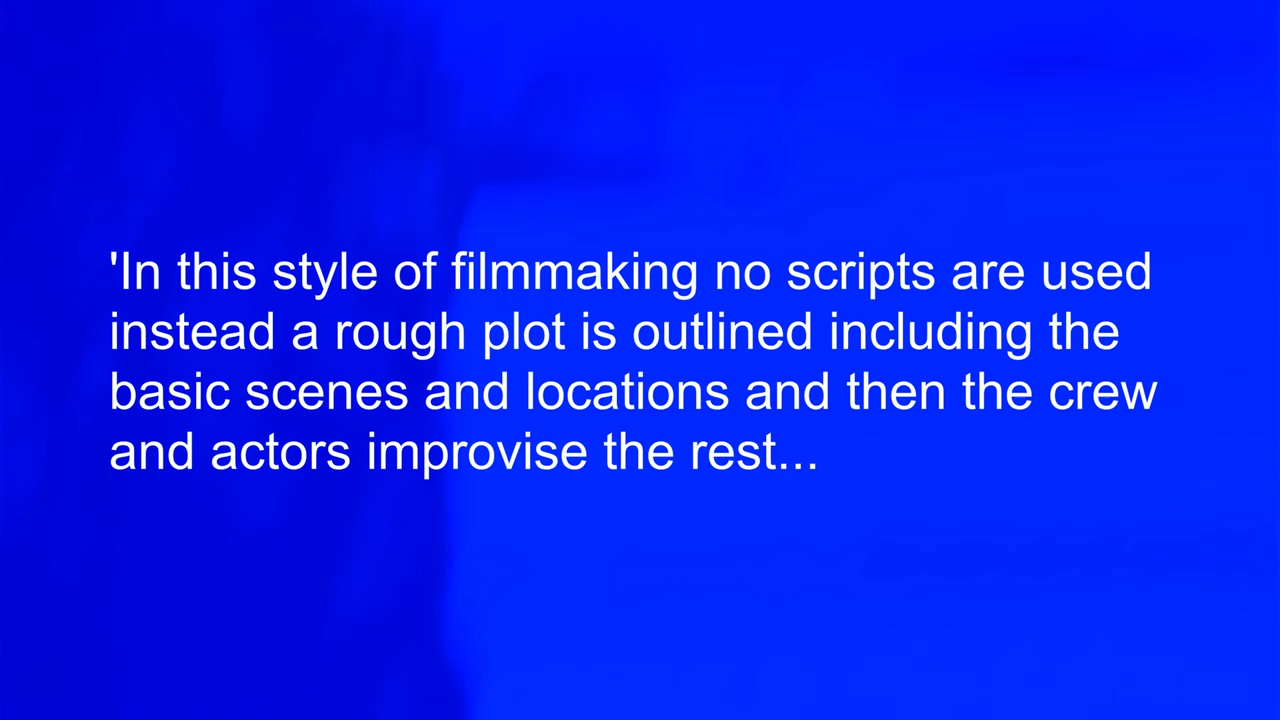 'In this style of filmmaking no scripts are used
instead a rough plot is outlined including the
basic scenes and locations and then the crew
and actors improvise the rest...